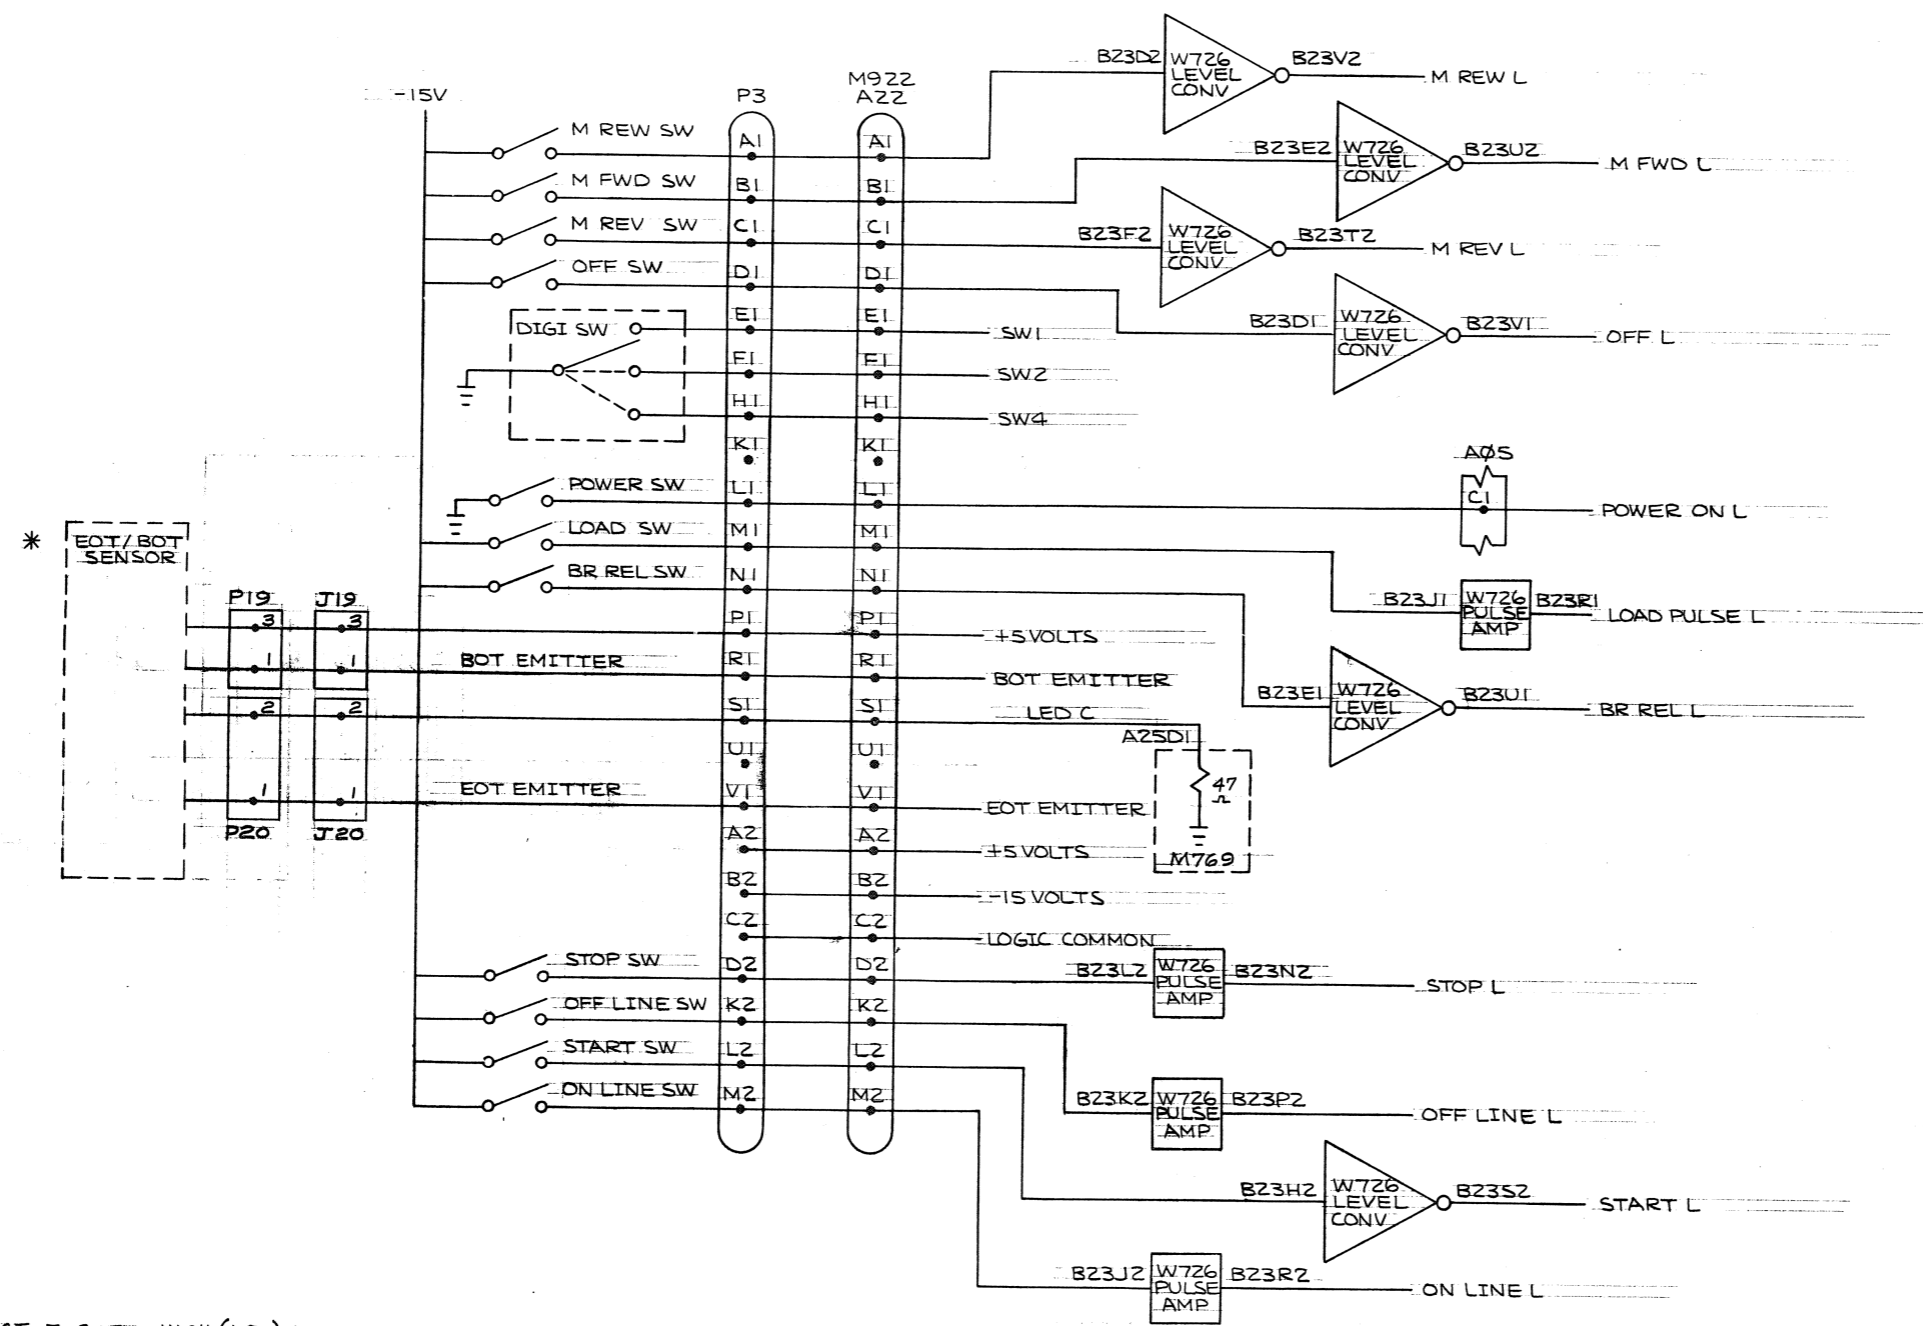 -15V
P3
M922
A22
B23D2
W726
LEVEL
CONV
B23V2
M REW L
M REW SW
A1
A1
B23E2
W726
LEVEL
CONV
B23U2
M FWD L
M FWD SW
B1
B1
M REV SW
C1
C1
B23F2
W726
LEVEL
CONV
B23T2
M REV L
OFF SW
D1
D1
B23D1
W726
LEVEL
CONV
B23V1
OFF L
DIGI SW
E1
E1
SW1
F1
F1
SW2
H1
H1
SW4
K1
K1
AØ5
C1
POWER SW
L1
L1
POWER ON L
LOAD SW
M1
M1
B23J1
W726
PULSE
AMP
B23R1
LOAD PULSE L
BR REL SW
N1
N1
B23E1
W726
LEVEL
CONV
B23U1
BR REL L
*
EOT/BOT
SENSOR
P19
J19
3
3
P1
P1
+5 VOLTS
1
1
BOT EMITTER
R1
R1
BOT EMITTER
2
2
S1
S1
LED C
A25D1
47
Ω
M769
U1
U1
1
1
EOT EMITTER
V1
V1
EOT EMITTER
P20
J20
A2
A2
+5 VOLTS
B2
B2
-15 VOLTS
C2
C2
LOGIC COMMON
STOP SW
D2
D2
B23L2
W726
PULSE
AMP
B23N2
STOP L
OFF LINE SW
K2
K2
B23K2
W726
PULSE
AMP
B23P2
OFF LINE L
START SW
L2
L2
B23H2
W726
LEVEL
CONV
B23S2
START L
ON LINE SW
M2
M2
B23J2
W726
PULSE
AMP
B23R2
ON LINE L